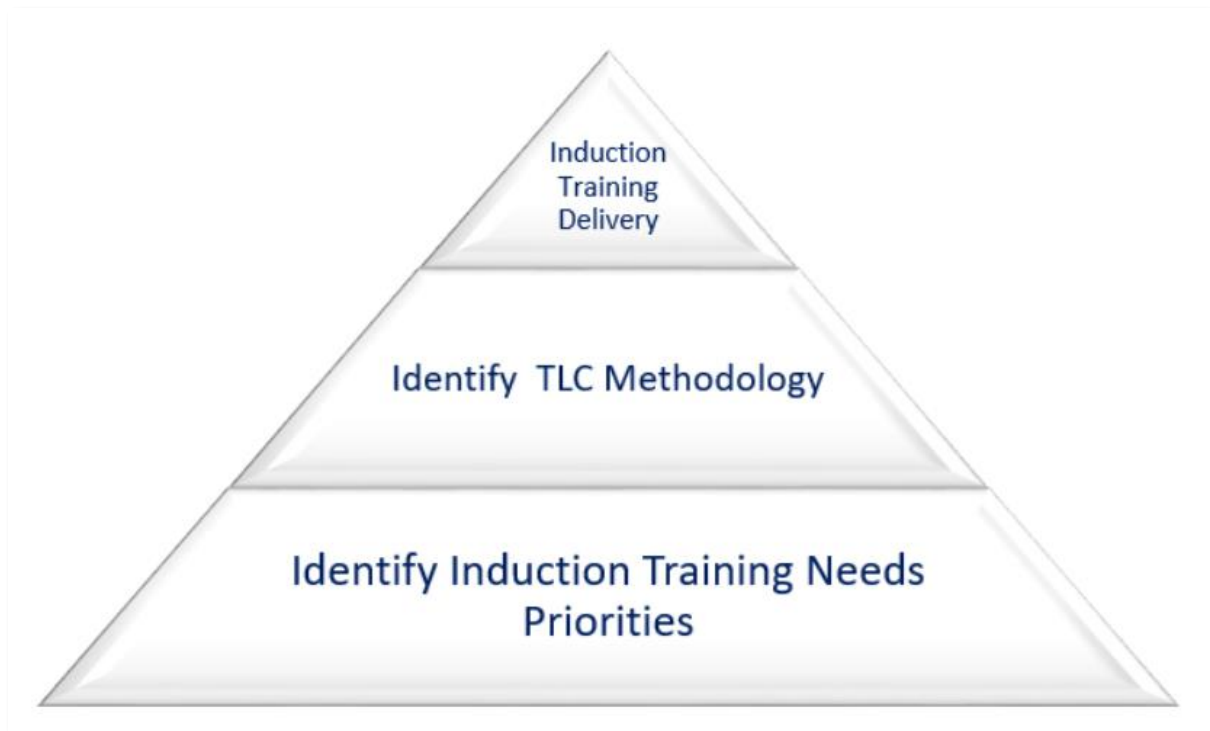 Induction
Training
Delivery
Identify  TLC Methodology
Identify Induction Training Needs
Priorities